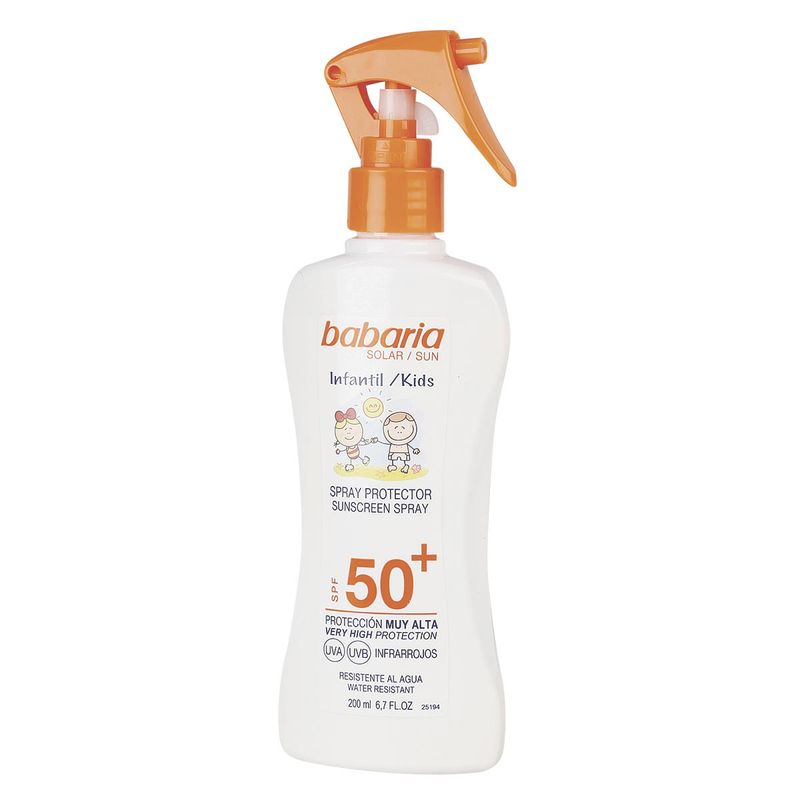 babaria
SOLAR / SUN
Infantil / Kids
SPRAY PROTECTOR
SUNSCREEN SPRAY
SPF 50+
PROTECCIÓN MUY ALTA
VERY HIGH PROTECTION
UVA UVB INFRARROJOS
RESISTENTE AL AGUA
WATER RESISTANT
200 ml 6,7 FL.OZ 25194